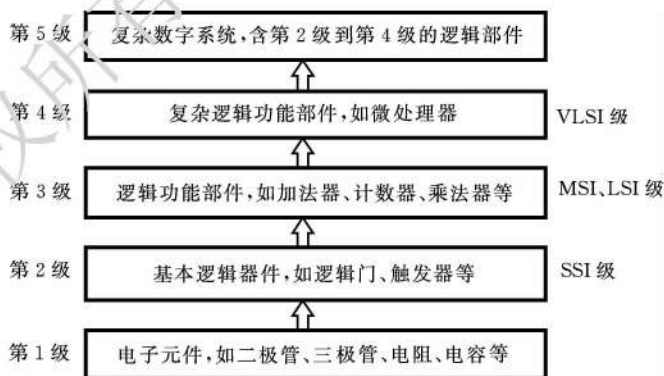 第5级 复杂数字系统,含第2级到第4级的逻辑部件
第4级 复杂逻辑功能部件,如微处理器 VLSI级
第3级 逻辑功能部件,如加法器、计数器、乘法器等 MSI、LSI级
第2级 基本逻辑器件,如逻辑门、触发器等 SSI级
第1级 电子元件,如二极管、三极管、电阻、电容等
权所有